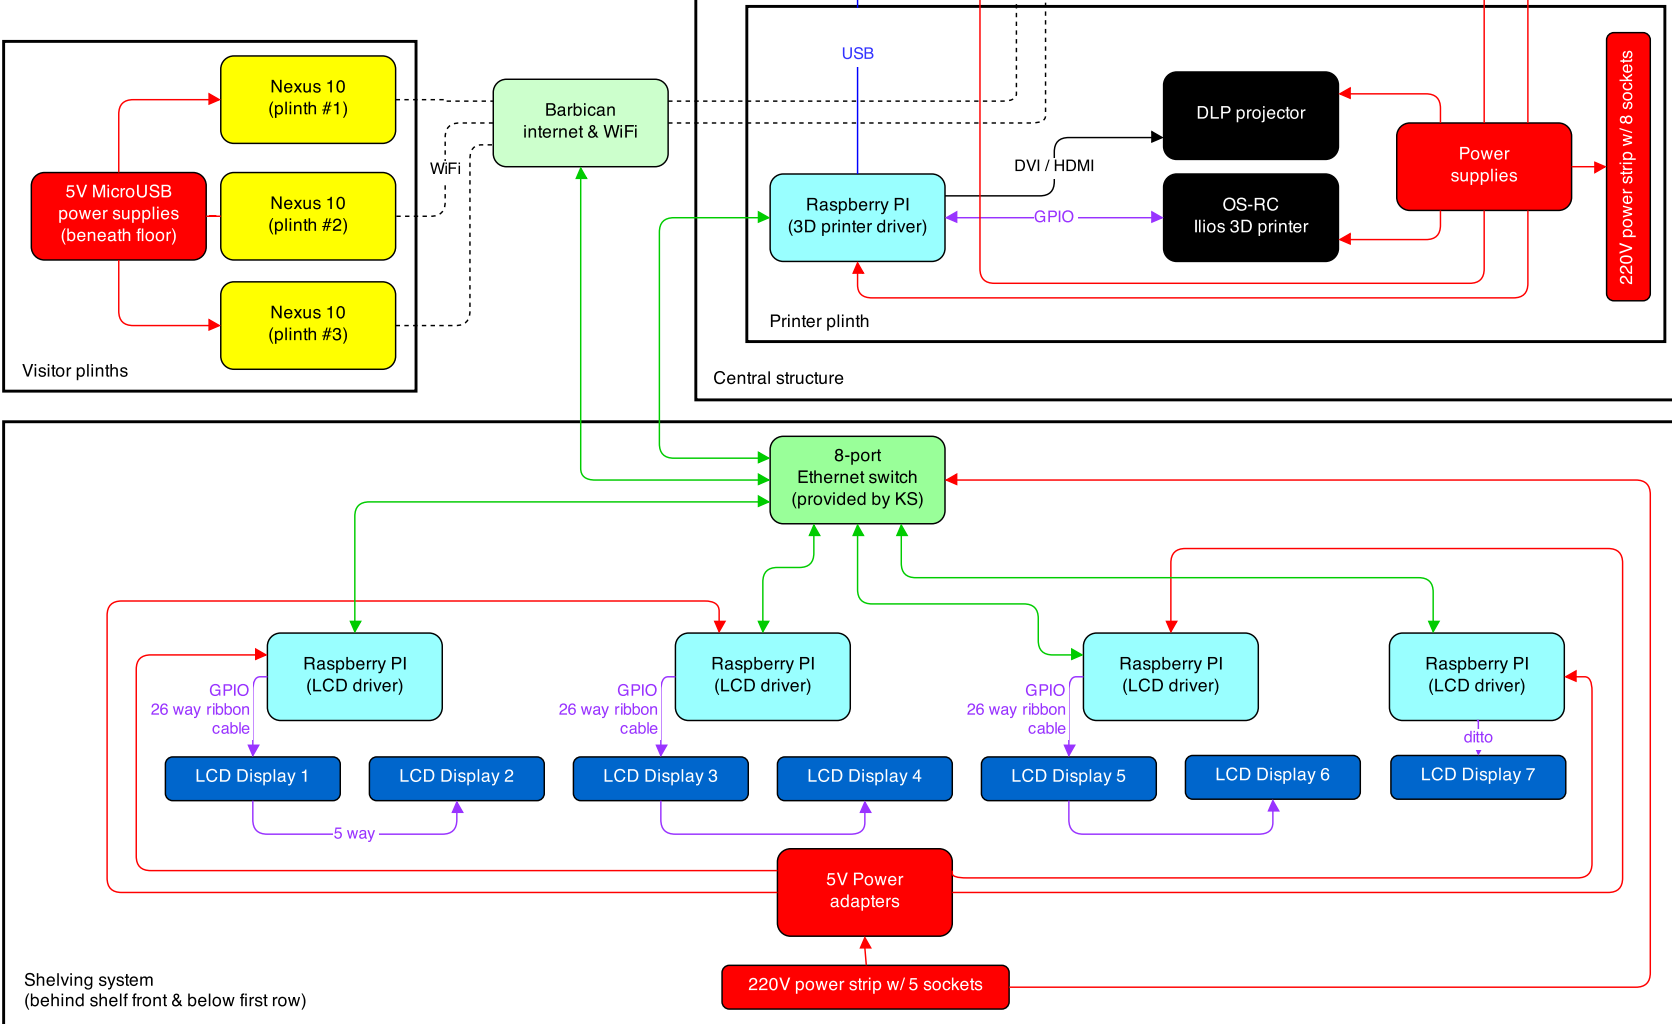 Nexus 10
(plinth #1)
5V MicroUSB
power supplies
(beneath floor)
Nexus 10
(plinth #2)
Nexus 10
(plinth #3)
Visitor plinths
WiFi
Barbican
internet & WiFi
USB
Raspberry PI
(3D printer driver)
DVI / HDMI
GPIO
DLP projector
OS-RC
Ilios 3D printer
Power
supplies
220V power strip w/ 8 sockets
Printer plinth
Central structure
8-port
Ethernet switch
(provided by KS)
Raspberry PI
(LCD driver)
Raspberry PI
(LCD driver)
Raspberry PI
(LCD driver)
Raspberry PI
(LCD driver)
GPIO
26 way ribbon
cable
GPIO
26 way ribbon
cable
GPIO
26 way ribbon
cable
ditto
LCD Display 1
LCD Display 2
LCD Display 3
LCD Display 4
LCD Display 5
LCD Display 6
LCD Display 7
5 way
5V Power
adapters
220V power strip w/ 5 sockets
Shelving system
(behind shelf front & below first row)